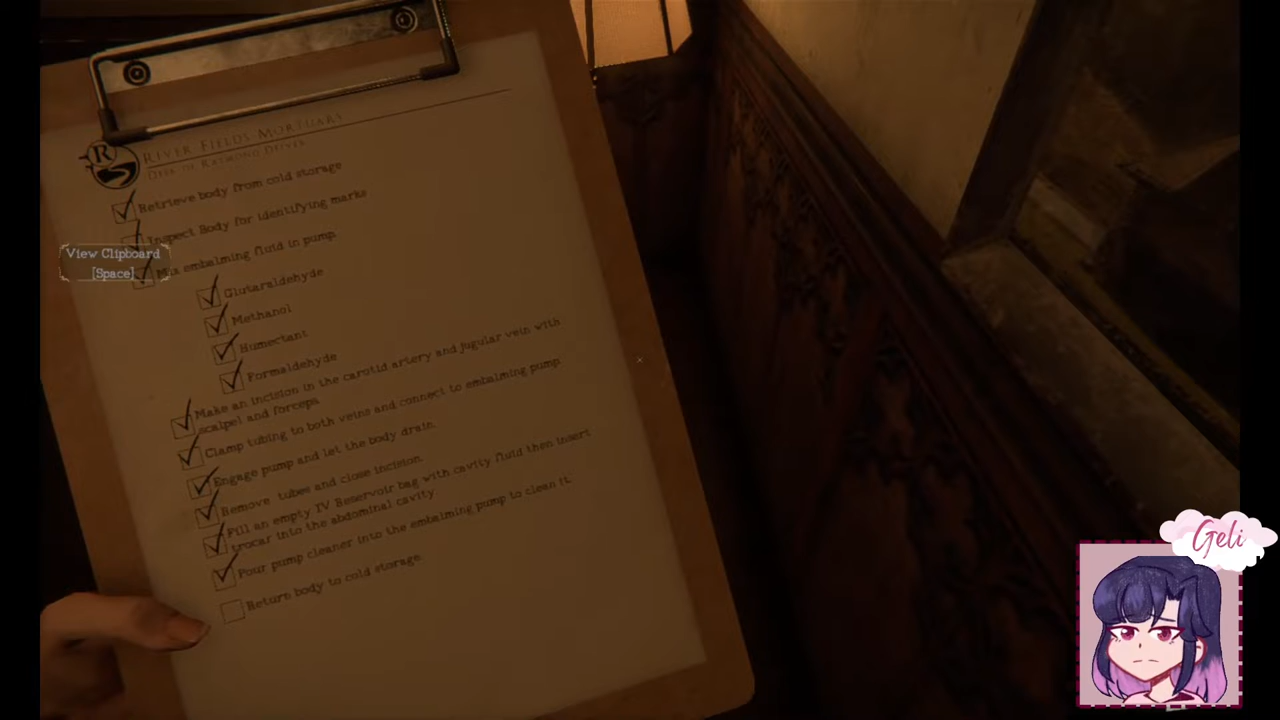 RIVER FIELDS MORTUARY
DESK OF RAYMOND DELVER
R
Retrieve body from cold storage
Inspect Body for identifying marks
Mix embalming fluid in pump
View Clipboard
[Space]
Glutaraldehyde
Methanol
Humectant
Formaldehyde
Make an incision in the carotid artery and jugular vein with
scalpel and forceps
Clamp tubing to both veins and connect to embalming pump
Engage pump and let the body drain
Remove tubes and close incision.
Fill an empty IV Reservoir bag with cavity fluid then insert
trocar into the abdominal cavity
Pour pump cleaner into the embalming pump to clean it
Return body to cold storage
Geli